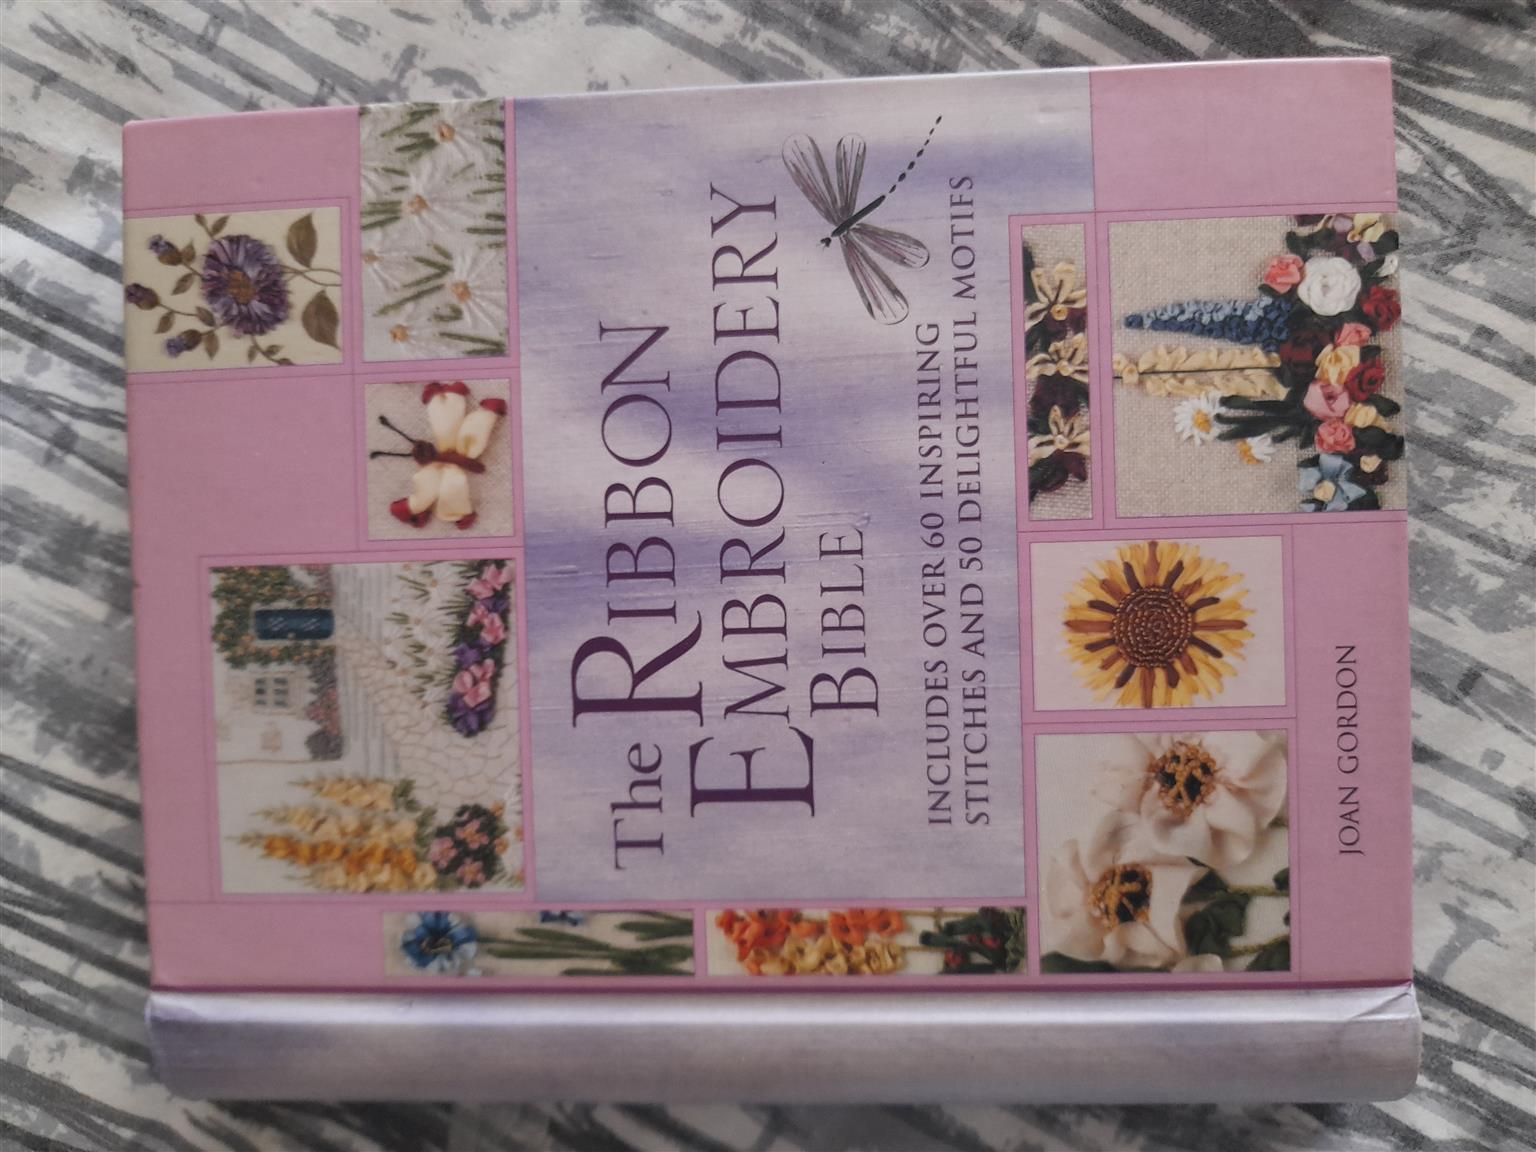 The RIBBON
EMBROIDERY
BIBLE
INCLUDES OVER 60 INSPIRING
STITCHES AND 50 DELIGHTFUL MOTIFS
JOAN GORDON